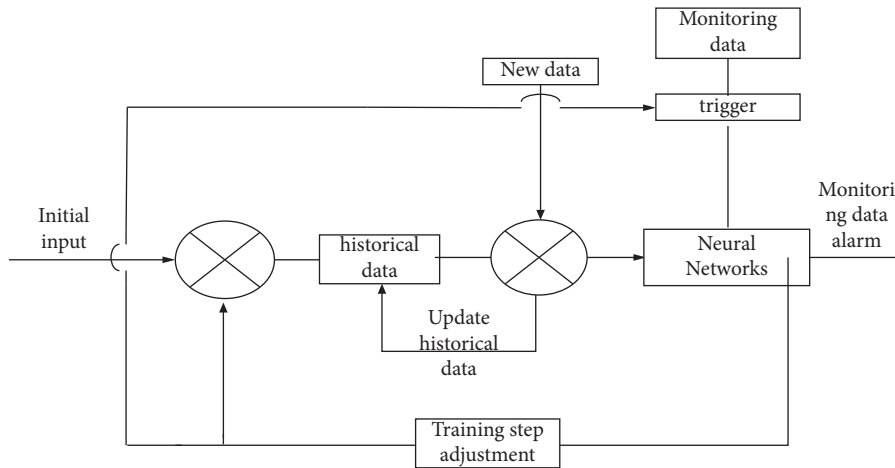 Monitoring
data
New data
trigger
Initial
input
historical
data
Neural
Networks
Monitori
ng data
alarm
Update
historical
data
Training step
adjustment